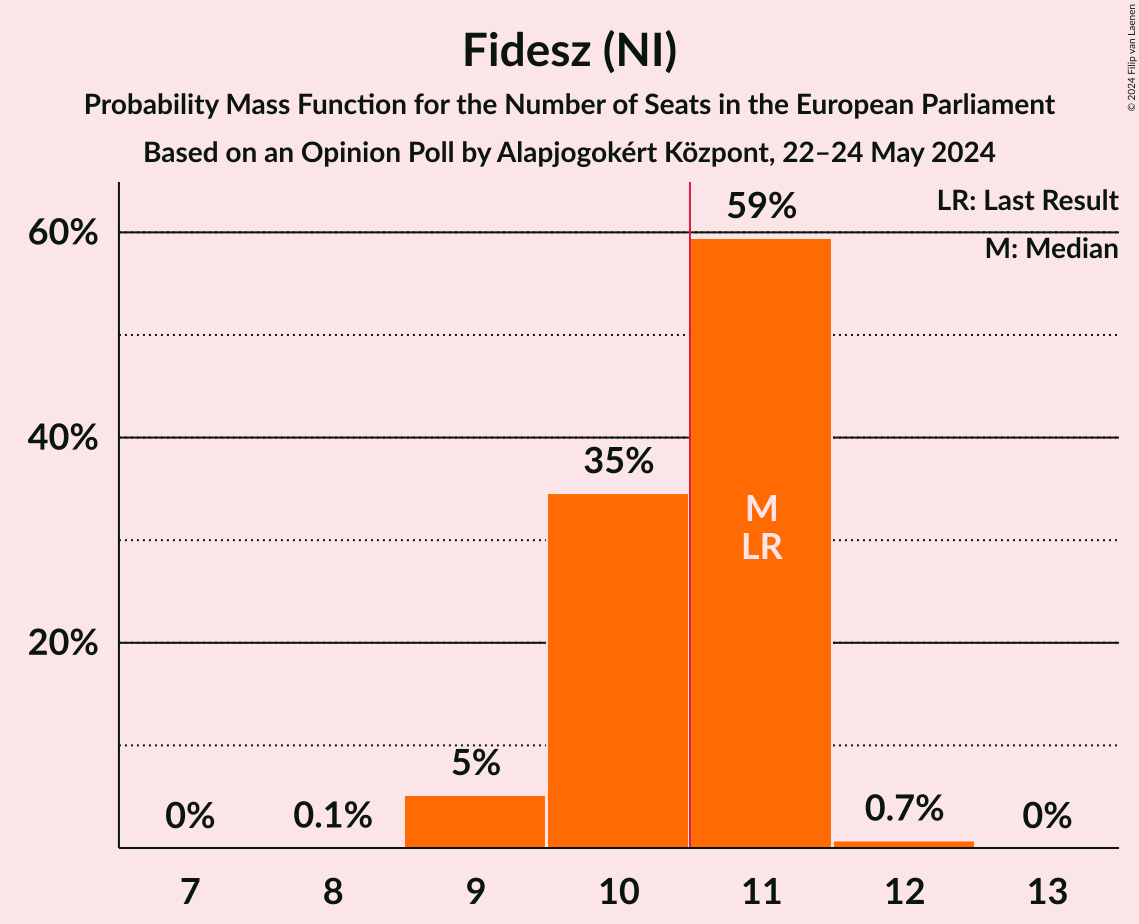 Fidesz (NI)
Probability Mass Function for the Number of Seats in the European Parliament
Based on an Opinion Poll by Alapjogokért Központ, 22–24 May 2024
© 2024 Filip van Laenen
LR: Last Result
M: Median
60%
40%
20%
0%
0.1%
5%
35%
59%
M
LR
0.7%
0%
7
8
9
10
11
12
13